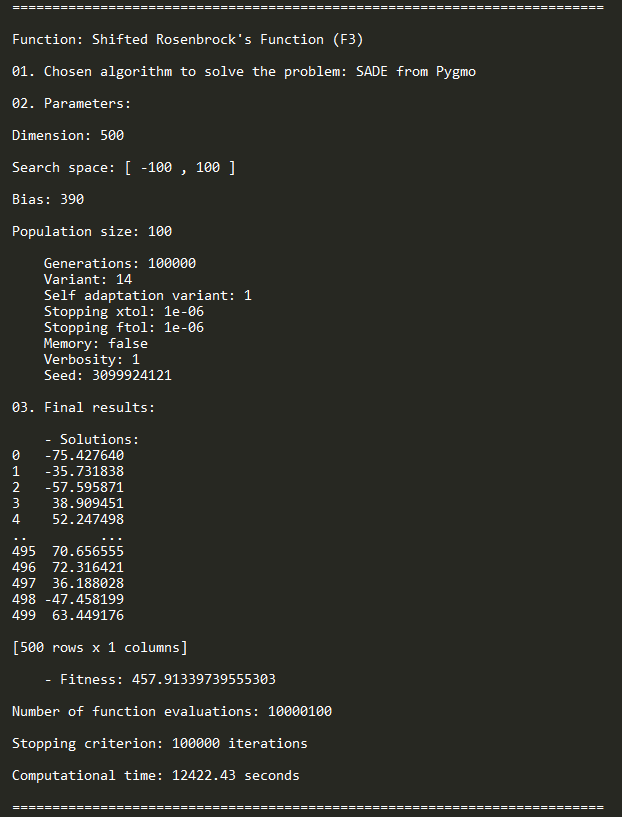 ==========================================================================
Function: Shifted Rosenbrock's Function (F3)
01. Chosen algorithm to solve the problem: SADE from Pygmo
02. Parameters:
Dimension: 500
Search space: [ -100 , 100 ]
Bias: 390
Population size: 100
Generations: 100000
Variant: 14
Self adaptation variant: 1
Stopping xtol: 1e-06
Stopping ftol: 1e-06
Memory: false
Verbosity: 1
Seed: 3099924121
03. Final results:
- Solutions:
0   -75.427640
1   -35.731838
2   -57.595871
3    38.909451
4    52.247498
..         ...
495  70.656555
496  72.316421
497  36.188028
498 -47.458199
499  63.449176
[500 rows x 1 columns]
- Fitness: 457.91339739555303
Number of function evaluations: 10000100
Stopping criterion: 100000 iterations
Computational time: 12422.43 seconds
==========================================================================